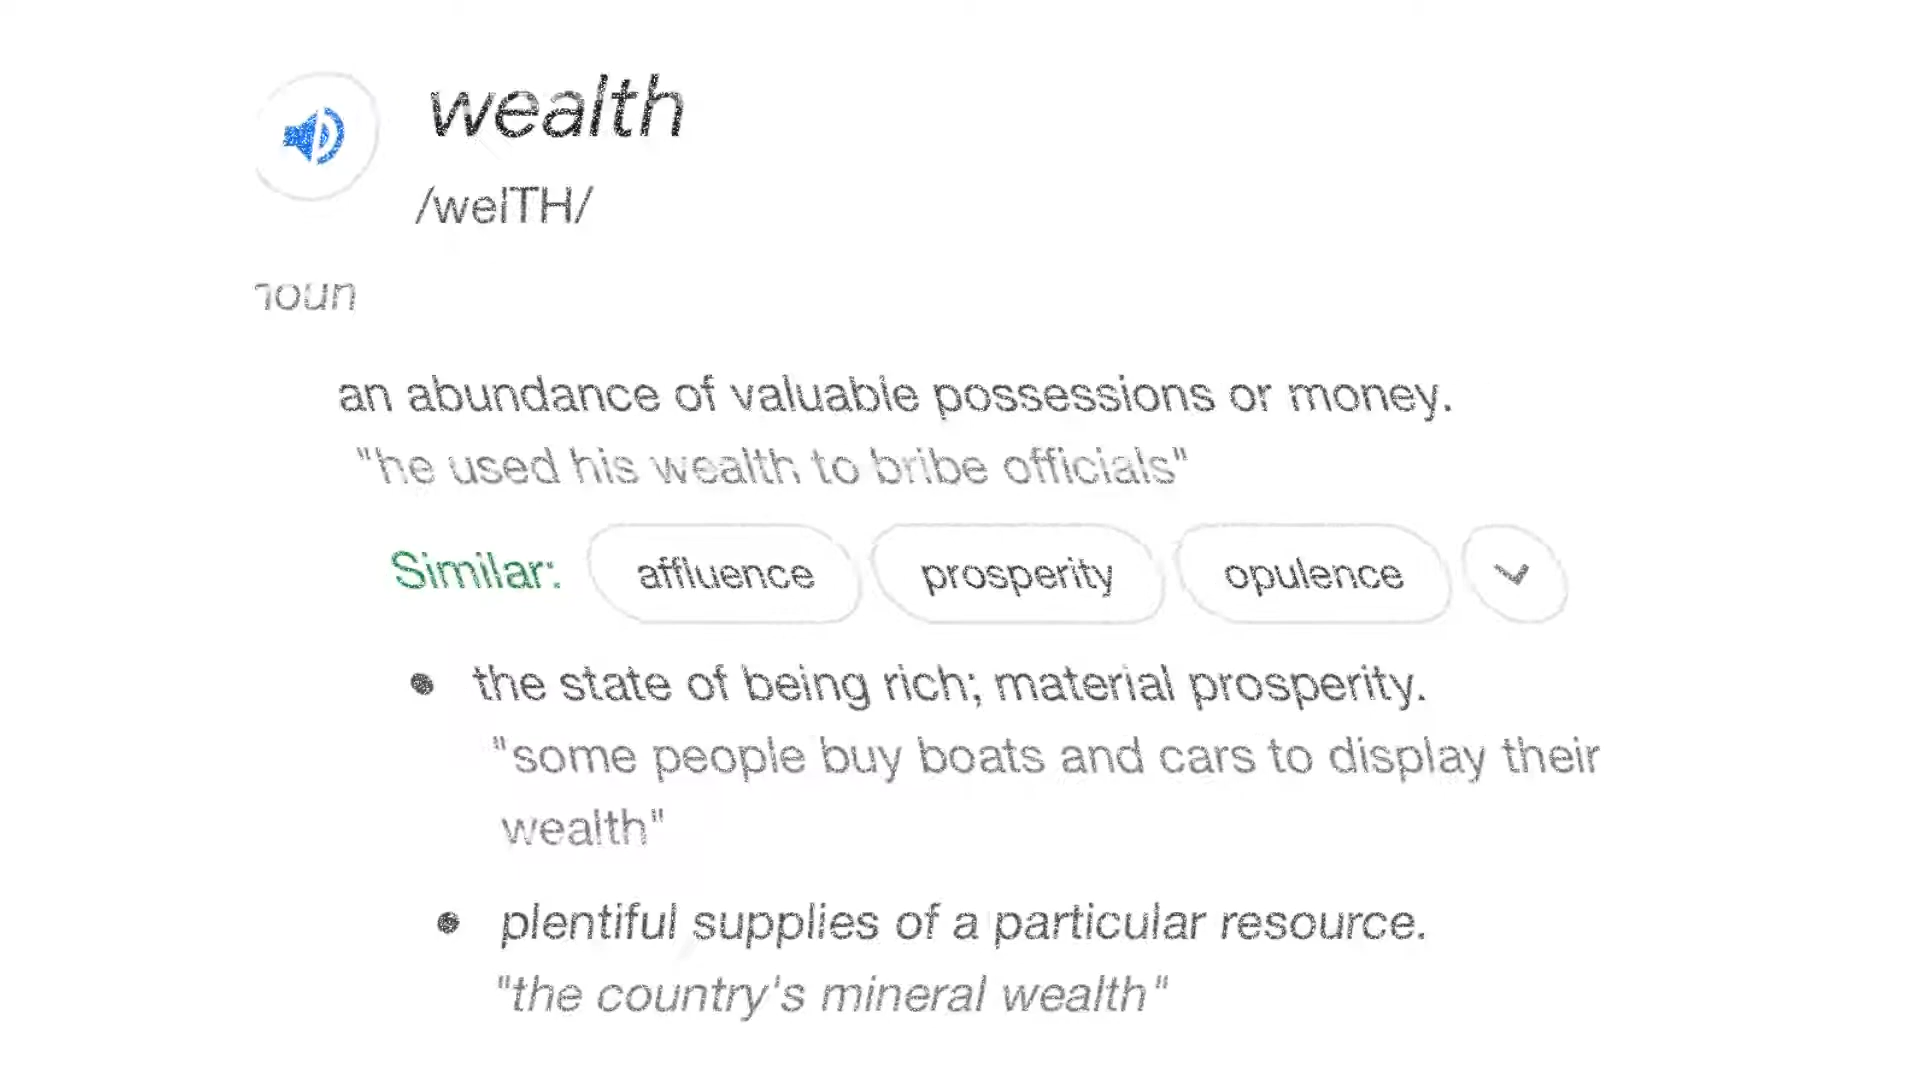 wealth
/welTH/
noun
an abundance of valuable possessions or money.
"he used his wealth to bribe officials"
Similar: affluence prosperity opulence
• the state of being rich; material prosperity.
"some people buy boats and cars to display their
wealth"
• plentiful supplies of a particular resource.
"the country's mineral wealth"